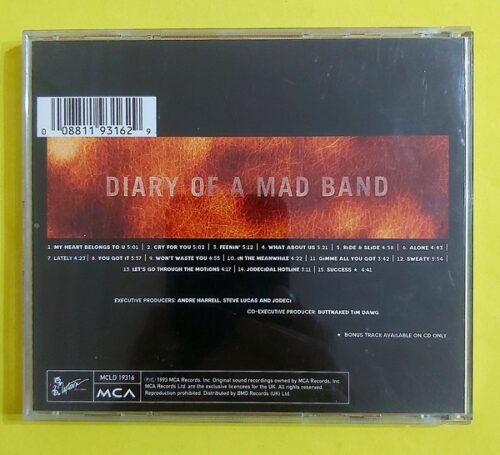 0 08811 93162 9
DIARY OF A MAD BAND
1. MY HEART BELONGS TO U 5:01 | 2. CRY FOR YOU 5:02 | 3. FEENIN' 5:12 | 4. WHAT ABOUT US 5:21 | 5. RIDE & SLIDE 4:58 | 6. ALONE 4:43
7. LATELY 4:23 | 8. YOU GOT IT 5:57 | 9. WON'T WASTE YOU 4:55 | 10. IN THE MEANWHILE 4:22 | 11. GIMME ALL YOU GOT 3:42 | 12. SWEATY 5:54
13. LET'S GO THROUGH THE MOTIONS 4:17 | 14. JODECIDAL HOTLINE 3:11 | 15. SUCCESS ★ 4:41
EXECUTIVE PRODUCERS: ANDRE HARRELL, STEVE LUCAS AND JODECI
CO-EXECUTIVE PRODUCER: BUTTNAKED TIM DAWG
★ BONUS TRACK AVAILABLE ON CD ONLY
MCLD 19316
Uptown
MCA
℗© 1993 MCA Records, Inc. Original sound recordings owned by MCA Records, Inc.
MCA Records Ltd. are the exclusive licencees for the UK. All rights reserved.
Reproduction prohibited. Distributed by BMG Records (UK) Ltd.